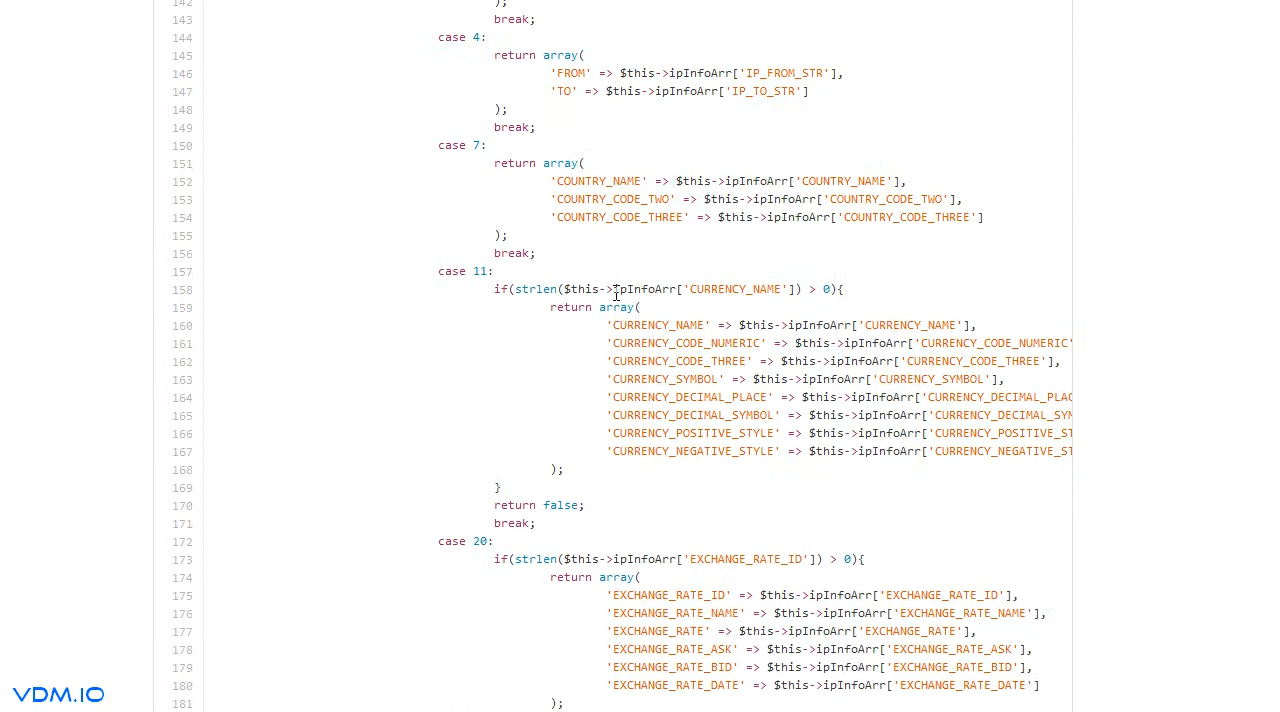 142 );
143 break;
144 case 4:
145 return array(
146 'FROM' => $this->ipInfoArr['IP_FROM_STR'],
147 'TO' => $this->ipInfoArr['IP_TO_STR']
148 );
149 break;
150 case 7:
151 return array(
152 'COUNTRY_NAME' => $this->ipInfoArr['COUNTRY_NAME'],
153 'COUNTRY_CODE_TWO' => $this->ipInfoArr['COUNTRY_CODE_TWO'],
154 'COUNTRY_CODE_THREE' => $this->ipInfoArr['COUNTRY_CODE_THREE']
155 );
156 break;
157 case 11:
158 if(strlen($this->ipInfoArr['CURRENCY_NAME']) > 0){
159 return array(
160 'CURRENCY_NAME' => $this->ipInfoArr['CURRENCY_NAME'],
161 'CURRENCY_CODE_NUMERIC' => $this->ipInfoArr['CURRENCY_CODE_NUMERIC'
162 'CURRENCY_CODE_THREE' => $this->ipInfoArr['CURRENCY_CODE_THREE'],
163 'CURRENCY_SYMBOL' => $this->ipInfoArr['CURRENCY_SYMBOL'],
164 'CURRENCY_DECIMAL_PLACE' => $this->ipInfoArr['CURRENCY_DECIMAL_PLAC
165 'CURRENCY_DECIMAL_SYMBOL' => $this->ipInfoArr['CURRENCY_DECIMAL_SYM
166 'CURRENCY_POSITIVE_STYLE' => $this->ipInfoArr['CURRENCY_POSITIVE_ST
167 'CURRENCY_NEGATIVE_STYLE' => $this->ipInfoArr['CURRENCY_NEGATIVE_ST
168 );
169 }
170 return false;
171 break;
172 case 20:
173 if(strlen($this->ipInfoArr['EXCHANGE_RATE_ID']) > 0){
174 return array(
175 'EXCHANGE_RATE_ID' => $this->ipInfoArr['EXCHANGE_RATE_ID'],
176 'EXCHANGE_RATE_NAME' => $this->ipInfoArr['EXCHANGE_RATE_NAME'],
177 'EXCHANGE_RATE' => $this->ipInfoArr['EXCHANGE_RATE'],
178 'EXCHANGE_RATE_ASK' => $this->ipInfoArr['EXCHANGE_RATE_ASK'],
179 'EXCHANGE_RATE_BID' => $this->ipInfoArr['EXCHANGE_RATE_BID'],
180 'EXCHANGE_RATE_DATE' => $this->ipInfoArr['EXCHANGE_RATE_DATE']
181 );
VDM.IO